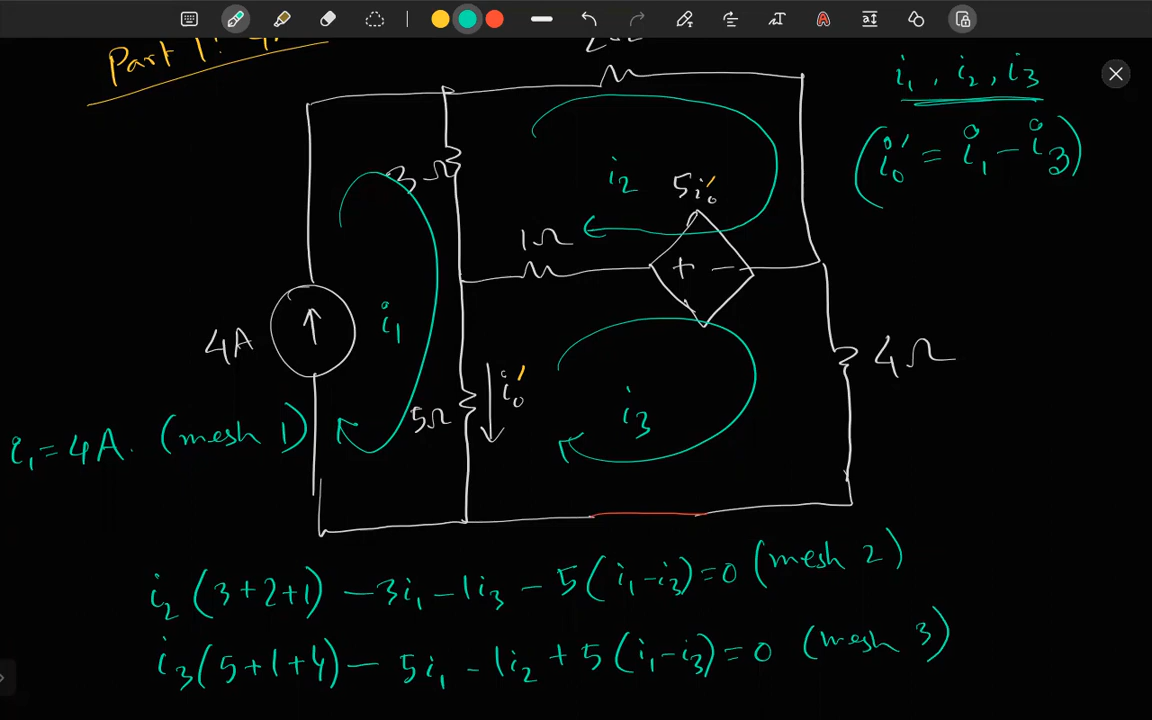 Part 1:
2Ω
i₁, i₂, i₃
(i₀' = i₁ - i₃)
3Ω
i₂
5i₀'
1Ω
+ -
4A
i₁
4Ω
i₀'
5Ω
i₃
i₁ = 4A. (mesh 1)
i₂(3+2+1) - 3i₁ - 1i₃ - 5(i₁-i₃) = 0 (mesh 2)
i₃(5+1+4) - 5i₁ - 1i₂ + 5(i₁-i₃) = 0 (mesh 3)